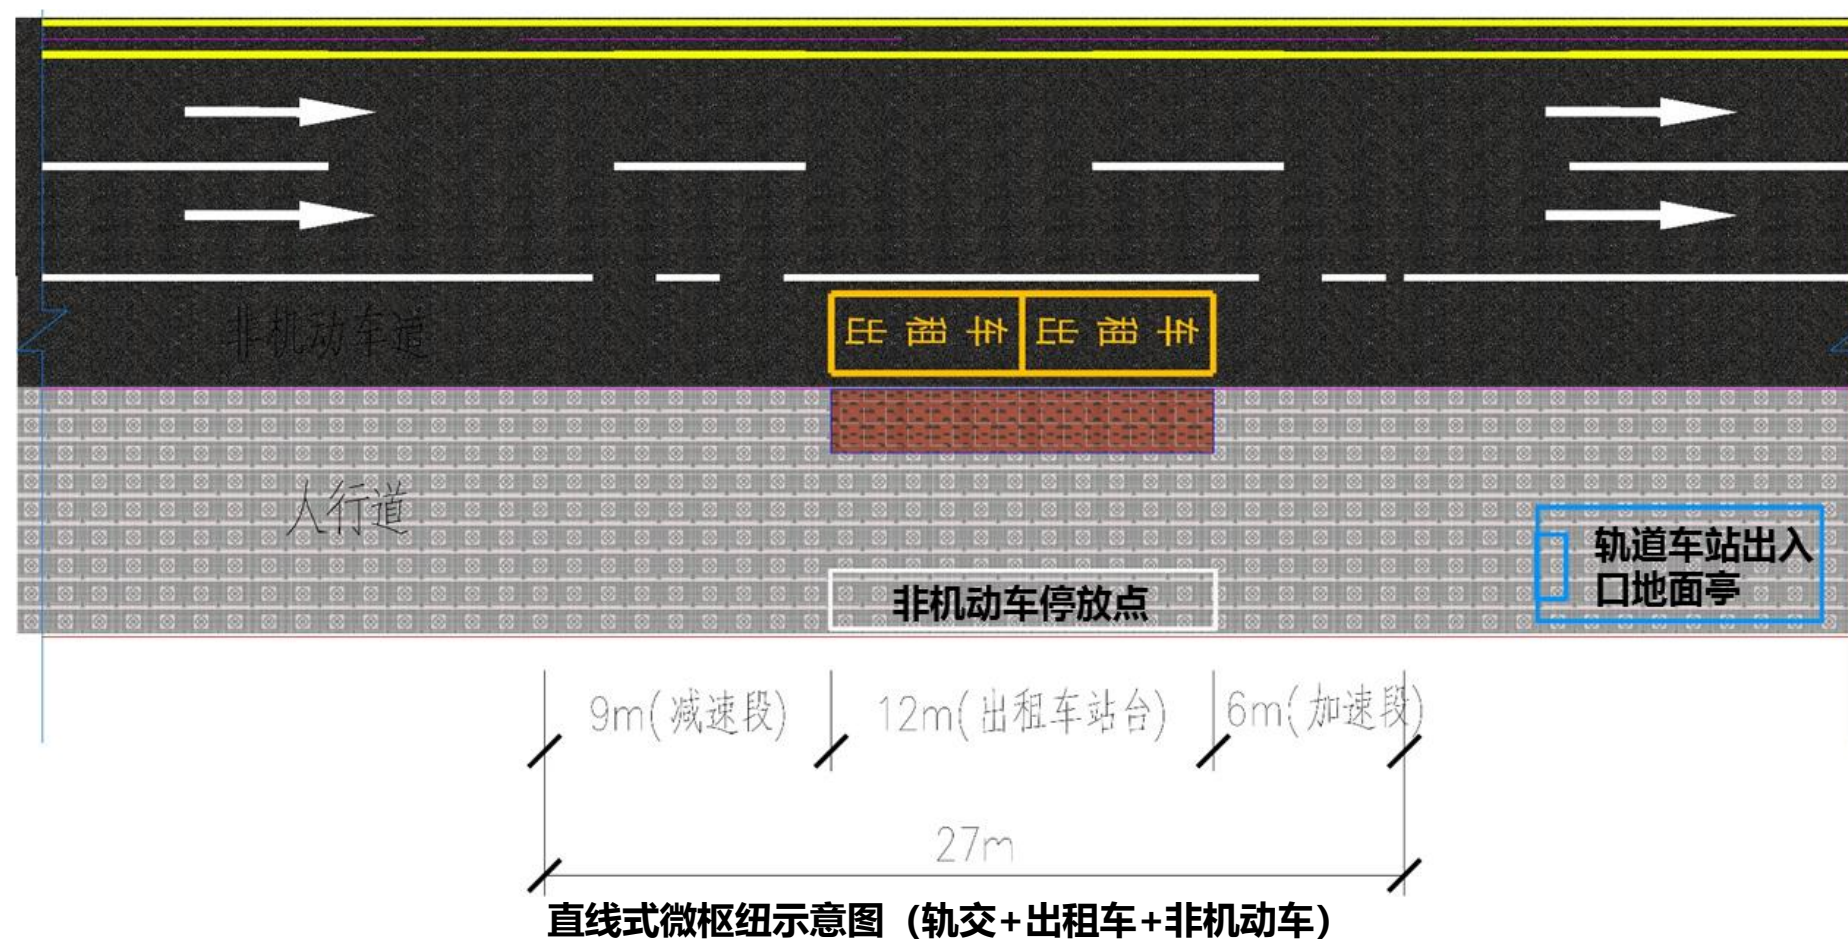 非机动车道
出租车出租车
人行道
轨道车站出入
口地面亭
非机动车停放点
9m(减速段)
12m(出租车站台)
6m(加速段)
27m
直线式微枢纽示意图（轨交+出租车+非机动车）